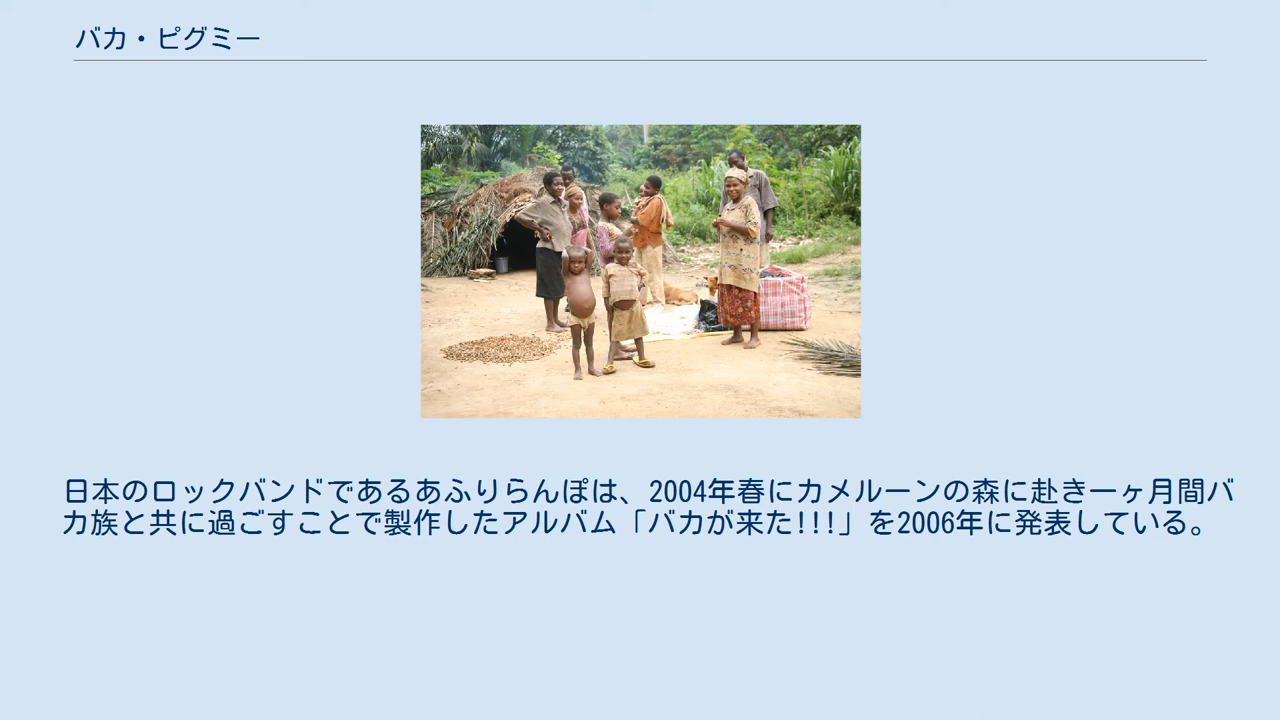 バカ・ピグミー
日本のロックバンドであるあふりらんぽは、2004年春にカメルーンの森に赴き一ヶ月間バ
カ族と共に過ごすことで製作したアルバム「バカが来た!!!」を2006年に発表している。